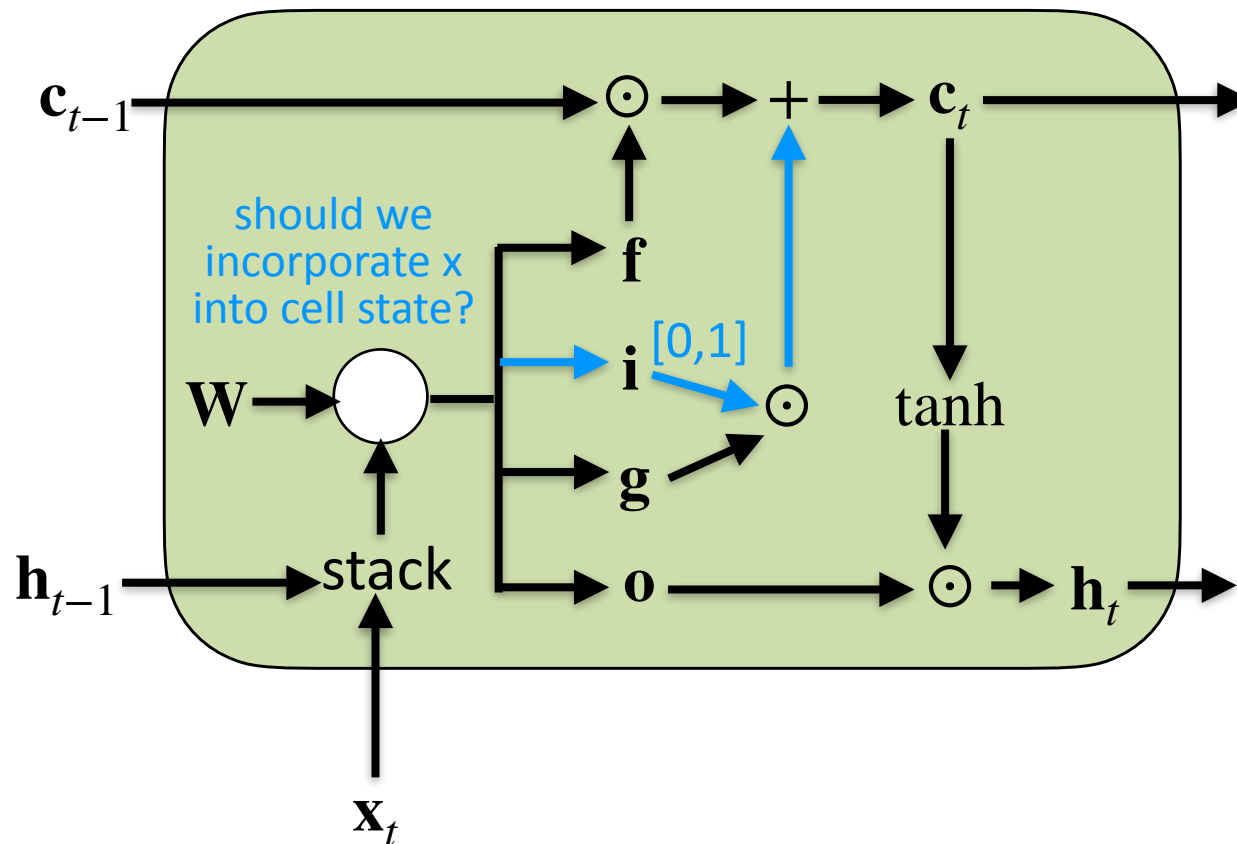 c_{t−1} ⊙ + c_t
should we
incorporate x
into cell state?
f
i [0,1]
W ⊙ tanh
g
h_{t−1} stack o ⊙ h_t
x_t